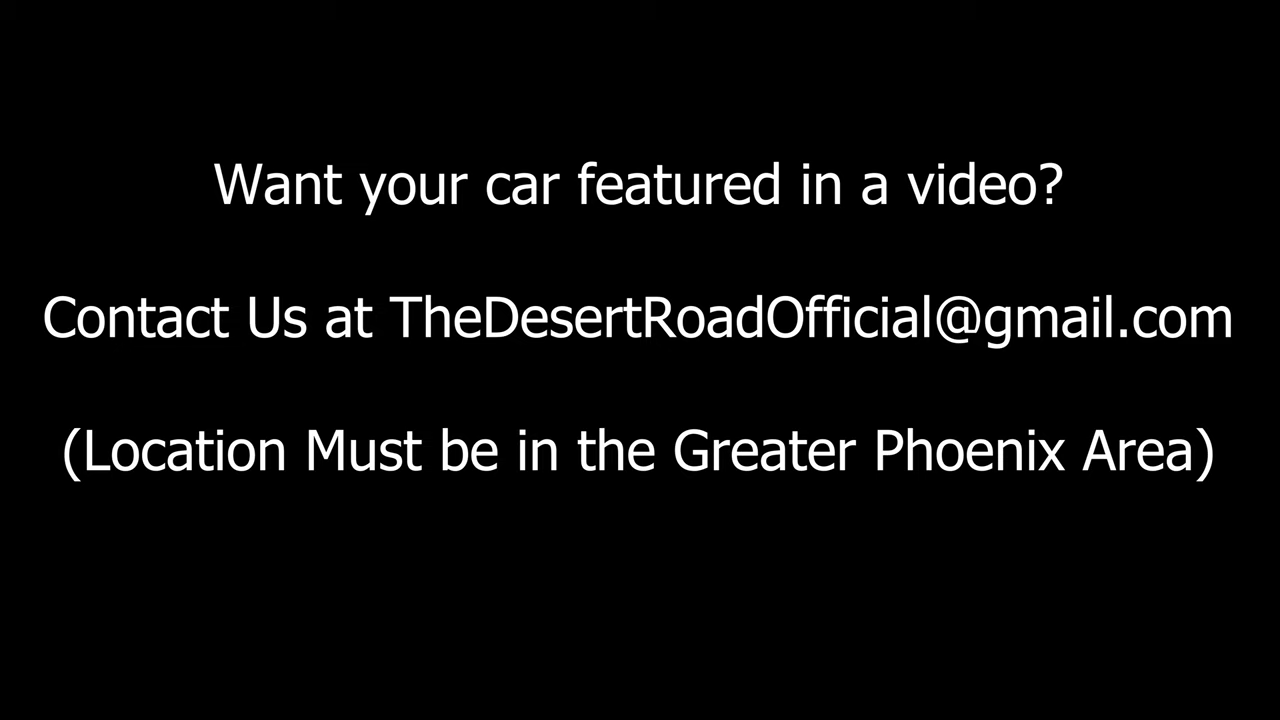 Want your car featured in a video?
Contact Us at TheDesertRoadOfficial@gmail.com
(Location Must be in the Greater Phoenix Area)